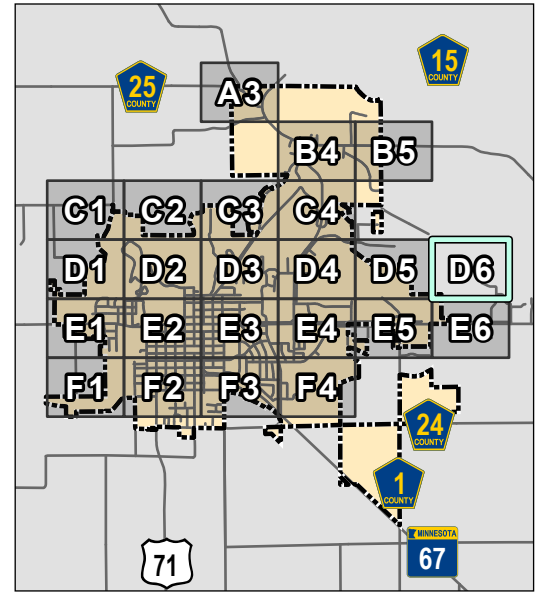 15
COUNTY
25
COUNTY
A3
B4 B5
C1 C2 C3 C4
D1 D2 D3 D4 D5 D6
E1 E2 E3 E4 E5 E6
F1 F2 F3 F4
24
COUNTY
1
COUNTY
MINNESOTA
67
71